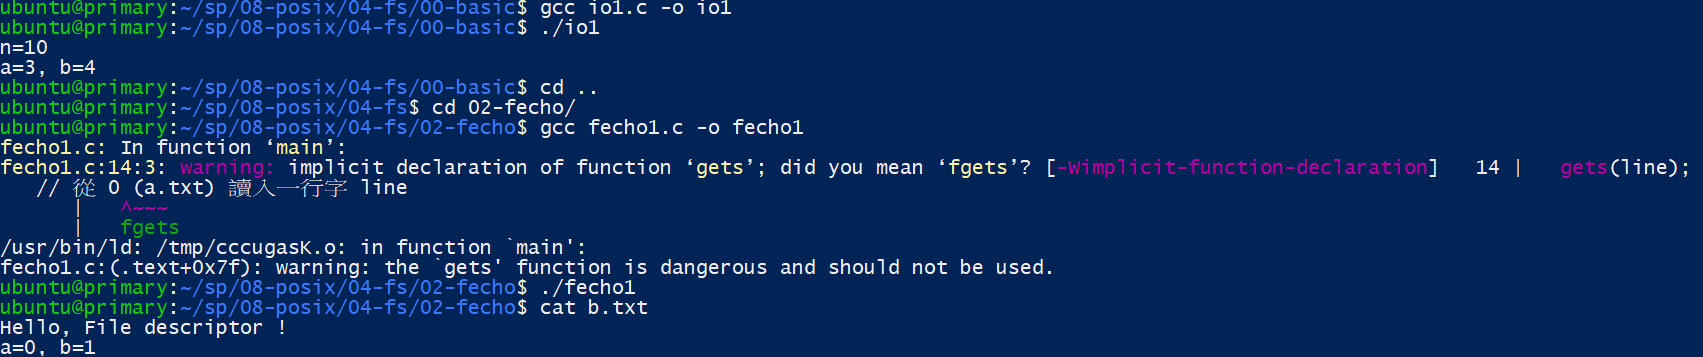 ubuntu@primary:~/sp/08-posix/04-fs/00-basic$ gcc io1.c -o io1
ubuntu@primary:~/sp/08-posix/04-fs/00-basic$ ./io1
n=10
a=3, b=4
ubuntu@primary:~/sp/08-posix/04-fs/00-basic$ cd ..
ubuntu@primary:~/sp/08-posix/04-fs$ cd 02-fecho/
ubuntu@primary:~/sp/08-posix/04-fs/02-fecho$ gcc fecho1.c -o fecho1
fecho1.c: In function ‘main’:
fecho1.c:14:3: warning: implicit declaration of function ‘gets’; did you mean ‘fgets’? [-Wimplicit-function-declaration]   14 |   gets(line);
   // 從 0 (a.txt) 讀入一行字 line
      |   ^~~~
      |   fgets
/usr/bin/ld: /tmp/cccugasK.o: in function `main':
fecho1.c:(.text+0x7f): warning: the `gets' function is dangerous and should not be used.
ubuntu@primary:~/sp/08-posix/04-fs/02-fecho$ ./fecho1
ubuntu@primary:~/sp/08-posix/04-fs/02-fecho$ cat b.txt
Hello, File descriptor !
a=0, b=1